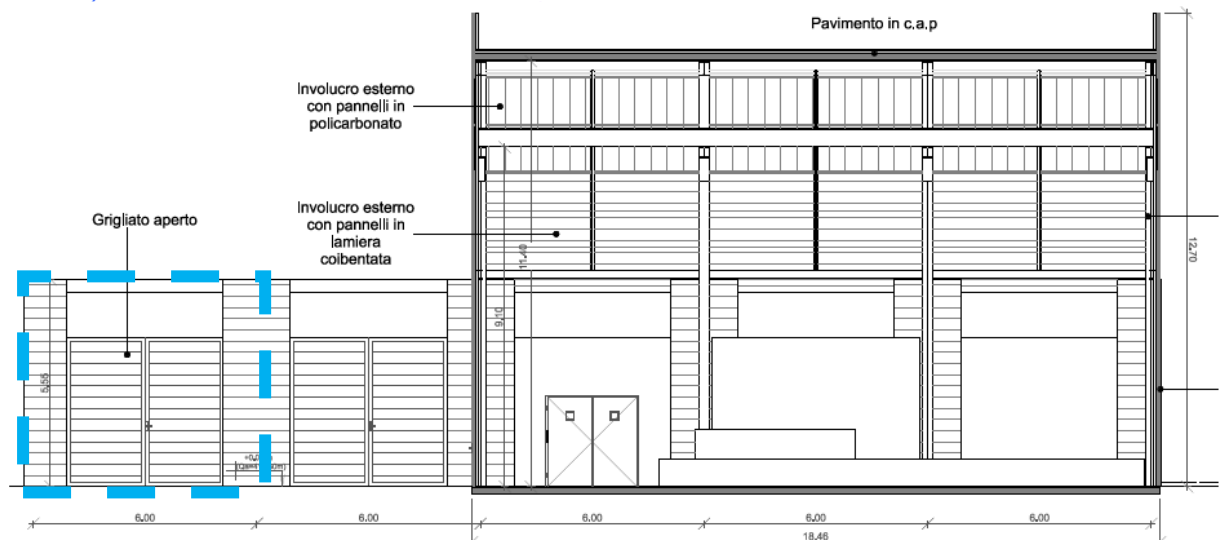 Pavimento in c.a.p
Involucro esterno
con pannelli in
policarbonato
Grigliato aperto
Involucro esterno
con pannelli in
lamiera
coibentata
11.40
12.70
9.10
5.55
6.00
6.00
6.00
6.00
6.00
18.46